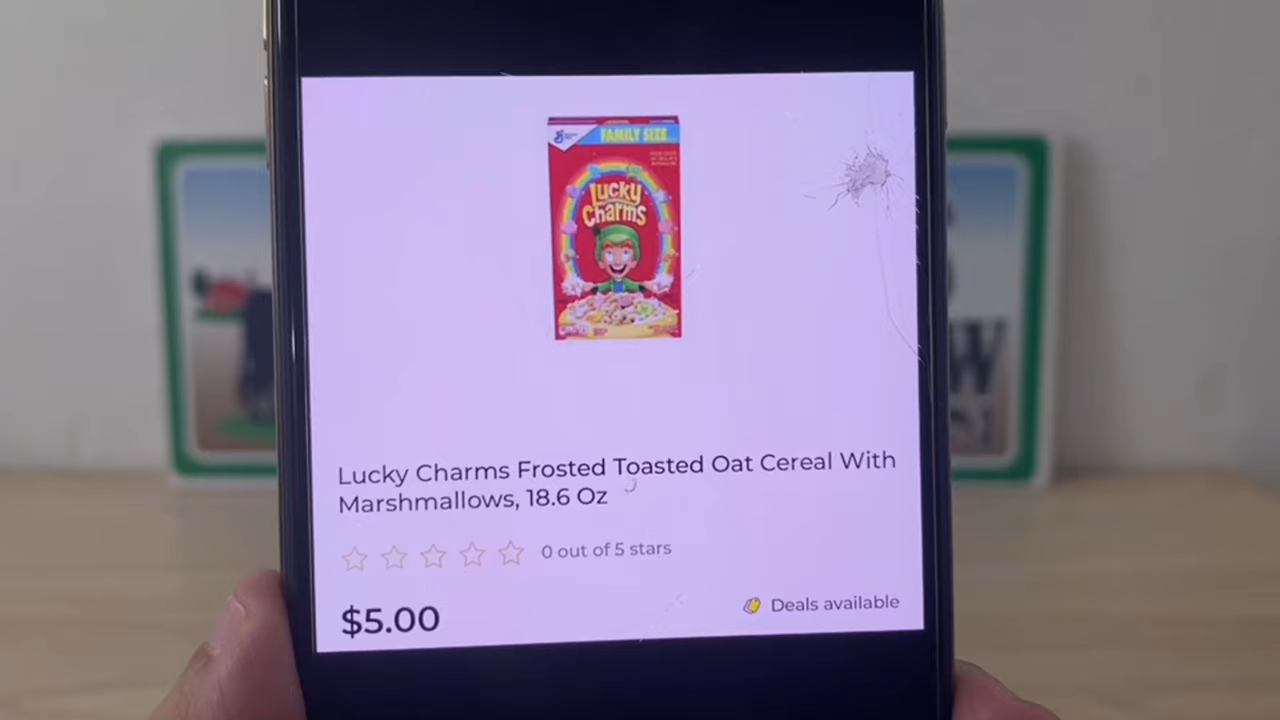 FAMILY SIZE
Lucky
Charms
Lucky Charms Frosted Toasted Oat Cereal With
Marshmallows, 18.6 Oz
0 out of 5 stars
$5.00
Deals available
W